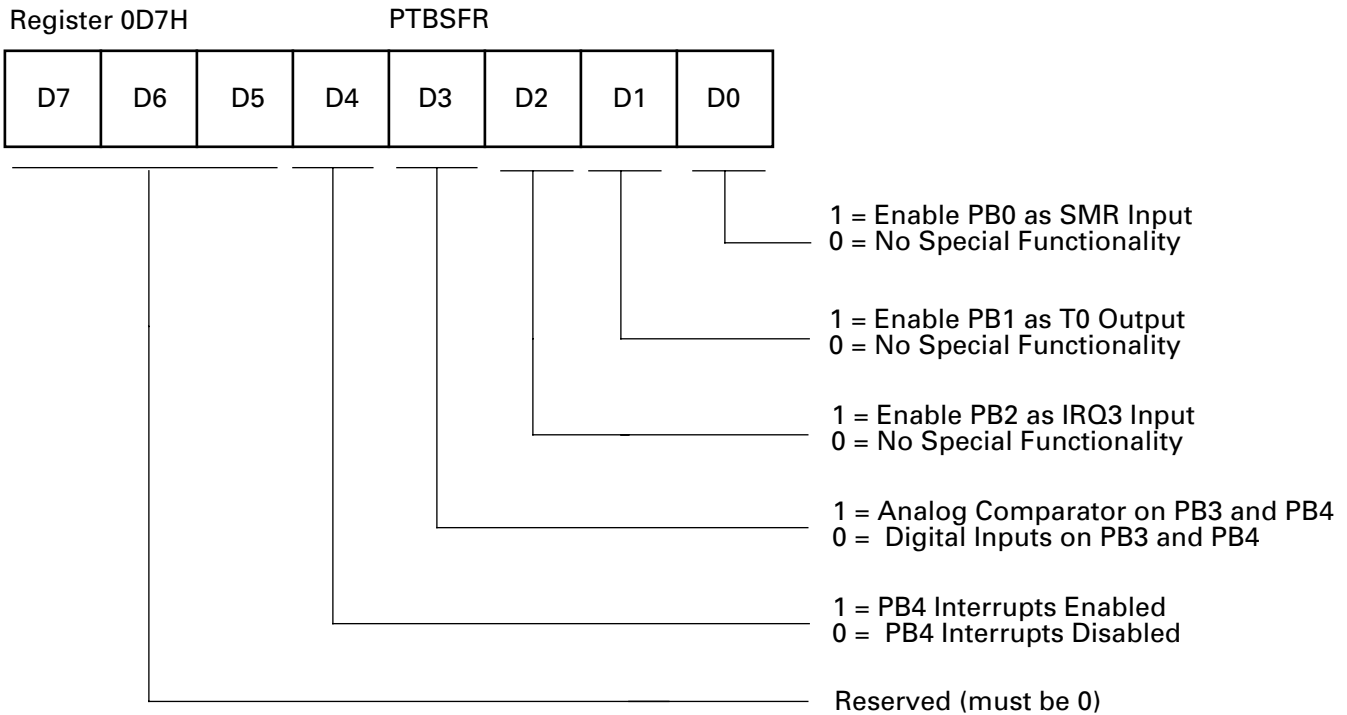 Register 0D7H PTBSFR
D7 D6 D5 D4 D3 D2 D1 D0
1 = Enable PB0 as SMR Input
0 = No Special Functionality
1 = Enable PB1 as T0 Output
0 = No Special Functionality
1 = Enable PB2 as IRQ3 Input
0 = No Special Functionality
1 = Analog Comparator on PB3 and PB4
0 = Digital Inputs on PB3 and PB4
1 = PB4 Interrupts Enabled
0 = PB4 Interrupts Disabled
Reserved (must be 0)